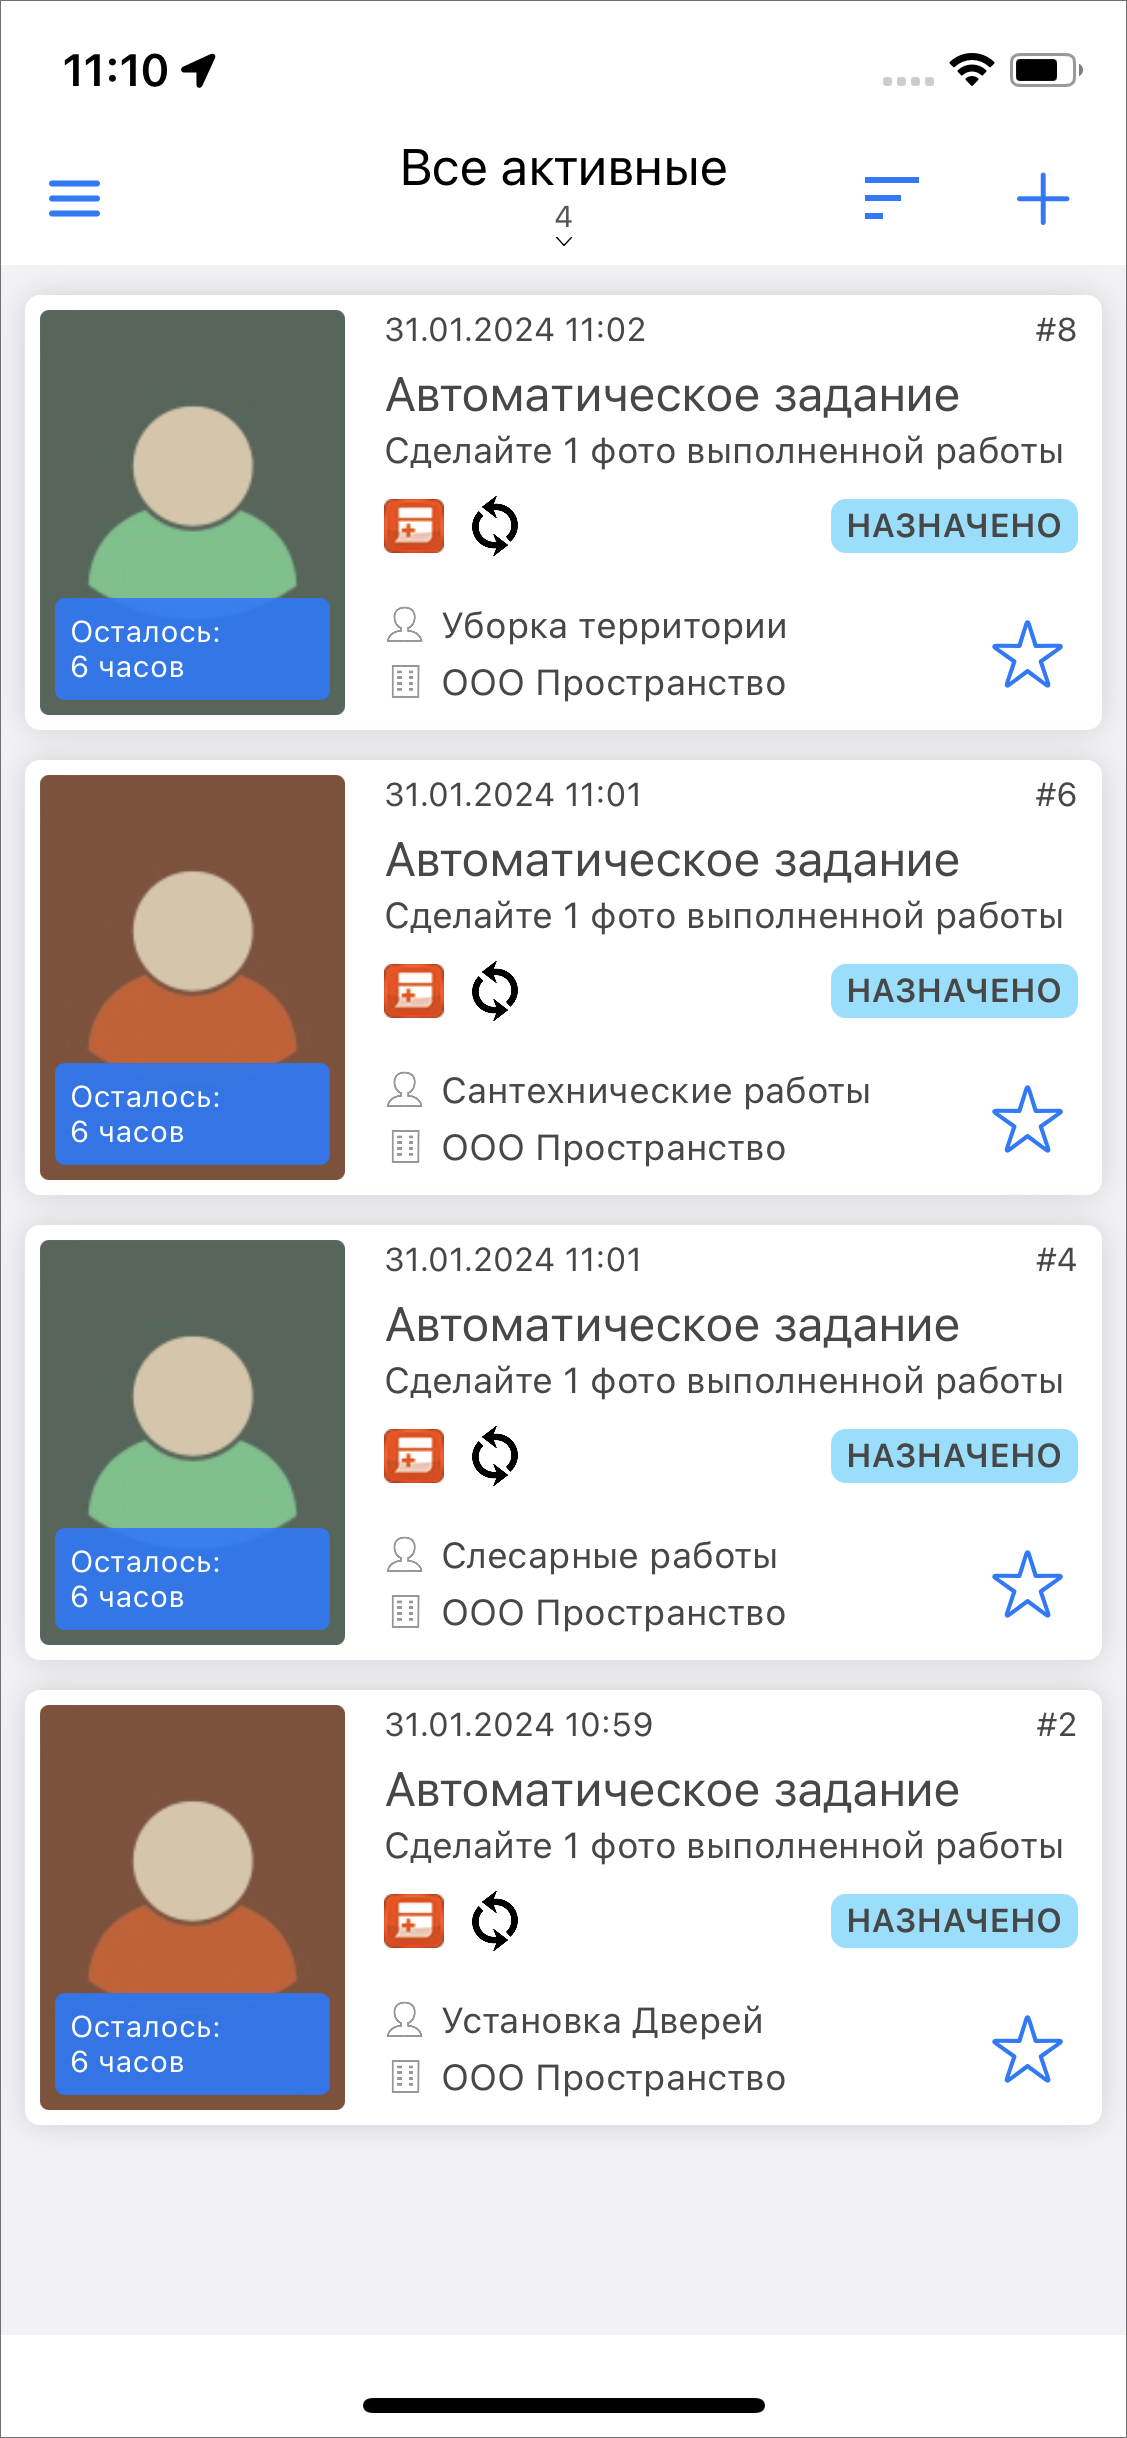 11:10
Все активные
4
31.01.2024 11:02 #8
Автоматическое задание
Сделайте 1 фото выполненной работы
НАЗНАЧЕНО
Осталось:
6 часов
Уборка территории
ООО Пространство
31.01.2024 11:01 #6
Автоматическое задание
Сделайте 1 фото выполненной работы
НАЗНАЧЕНО
Осталось:
6 часов
Сантехнические работы
ООО Пространство
31.01.2024 11:01 #4
Автоматическое задание
Сделайте 1 фото выполненной работы
НАЗНАЧЕНО
Осталось:
6 часов
Слесарные работы
ООО Пространство
31.01.2024 10:59 #2
Автоматическое задание
Сделайте 1 фото выполненной работы
НАЗНАЧЕНО
Осталось:
6 часов
Установка Дверей
ООО Пространство